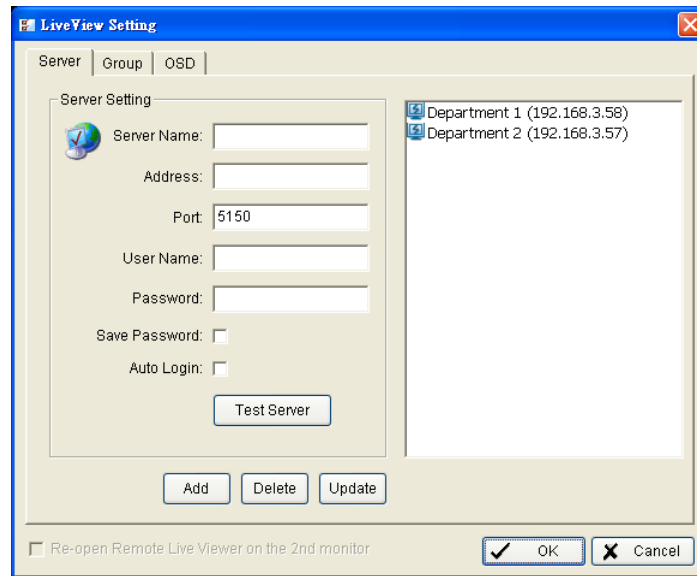 LiveView Setting
Server
Group
OSD
Server Setting
Server Name:
Address:
Port: 5150
User Name:
Password:
Save Password:
Auto Login:
Test Server
Add
Delete
Update
Department 1 (192.168.3.58)
Department 2 (192.168.3.57)
Re-open Remote Live Viewer on the 2nd monitor
OK
Cancel